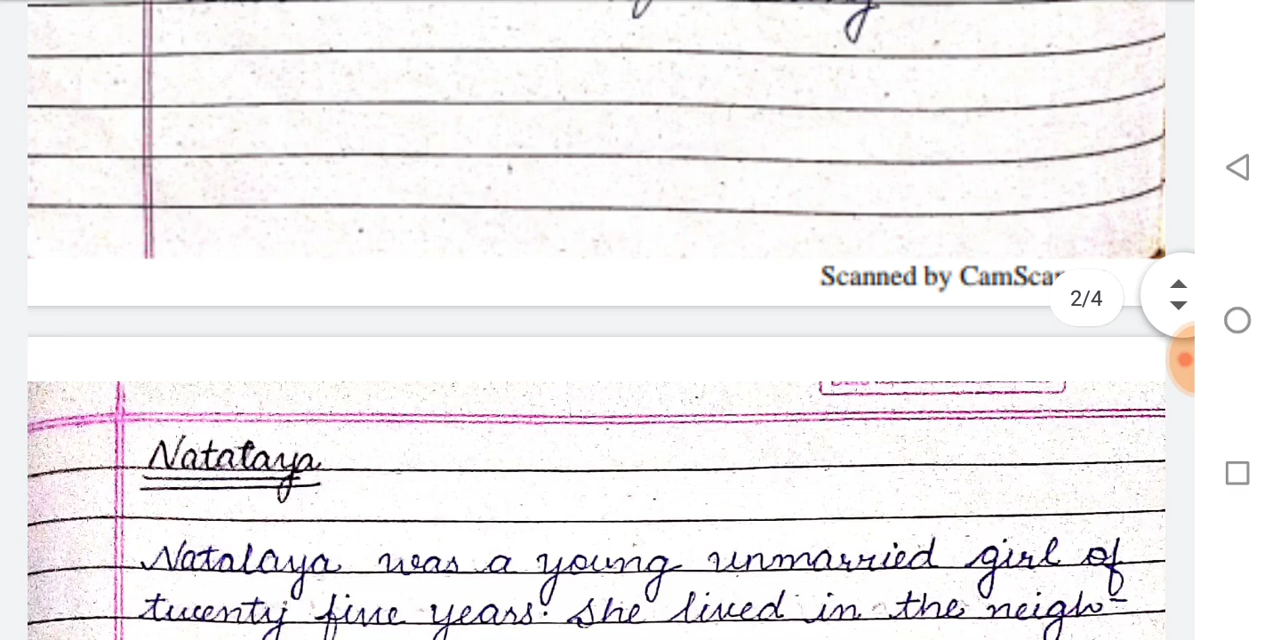 Scanned by CamScan
2/4
Natalaya
Natalaya was a young unmarried girl of
twenty five years. She lived in the neigh-